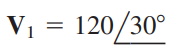 V₁ = 120/30°